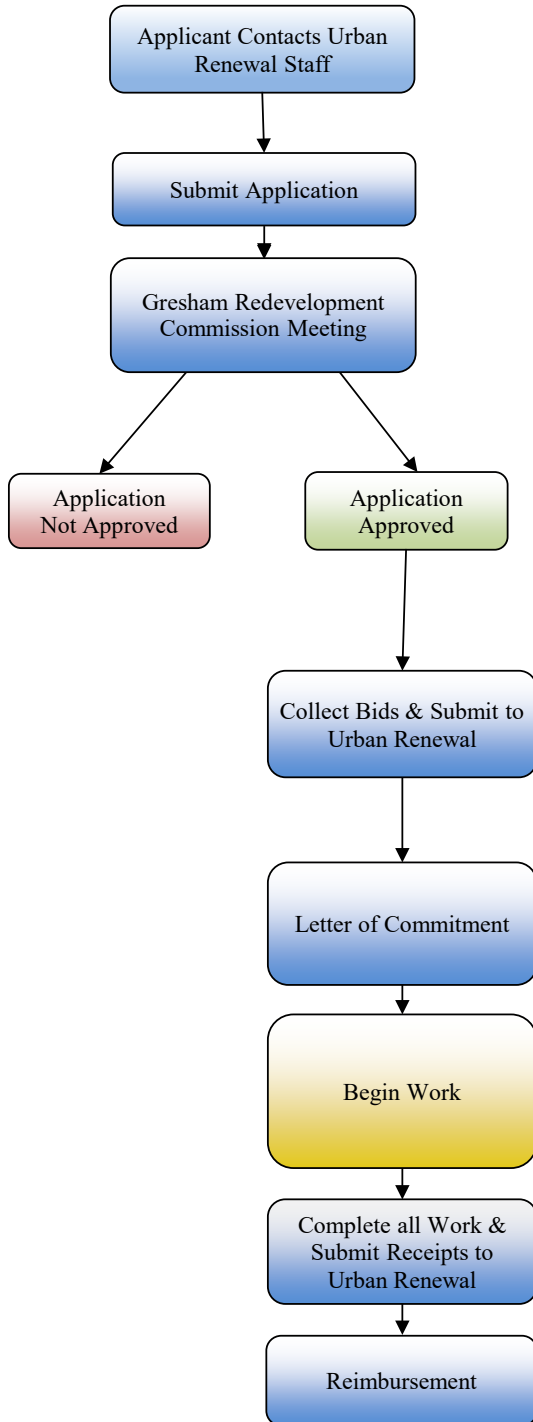 Applicant Contacts Urban
Renewal Staff
Submit Application
Gresham Redevelopment
Commission Meeting
Application
Not Approved
Application
Approved
Collect Bids & Submit to
Urban Renewal
Letter of Commitment
Begin Work
Complete all Work &
Submit Receipts to
Urban Renewal
Reimbursement